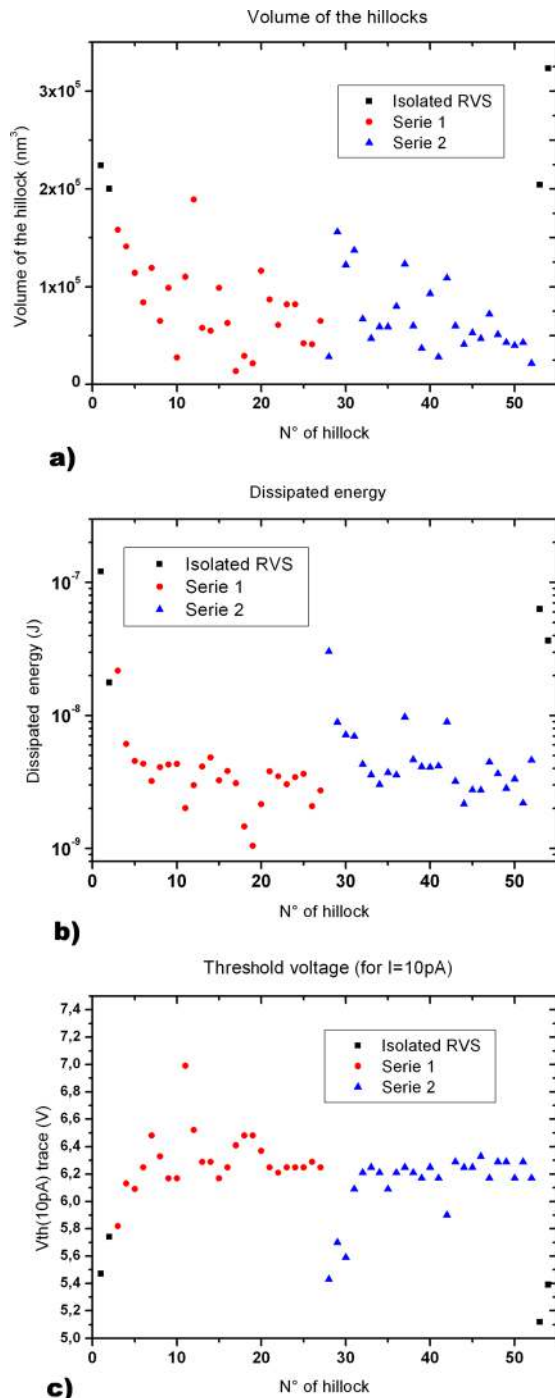 Volume of the hillocks
Volume of the hillock (nm³)
3x10⁵
2x10⁵
1x10⁵
0
Isolated RVS
Serie 1
Serie 2
0 10 20 30 40 50
N° of hillock
a)
Dissipated energy
Dissipated energy (J)
10⁻⁷
10⁻⁸
10⁻⁹
Isolated RVS
Serie 1
Serie 2
0 10 20 30 40 50
N° of hillock
b)
Threshold voltage (for I=10pA)
Vth(10pA) trace (V)
7,4
7,2
7,0
6,8
6,6
6,4
6,2
6,0
5,8
5,6
5,4
5,2
5,0
Isolated RVS
Serie 1
Serie 2
0 10 20 30 40 50
N° of hillock
c)